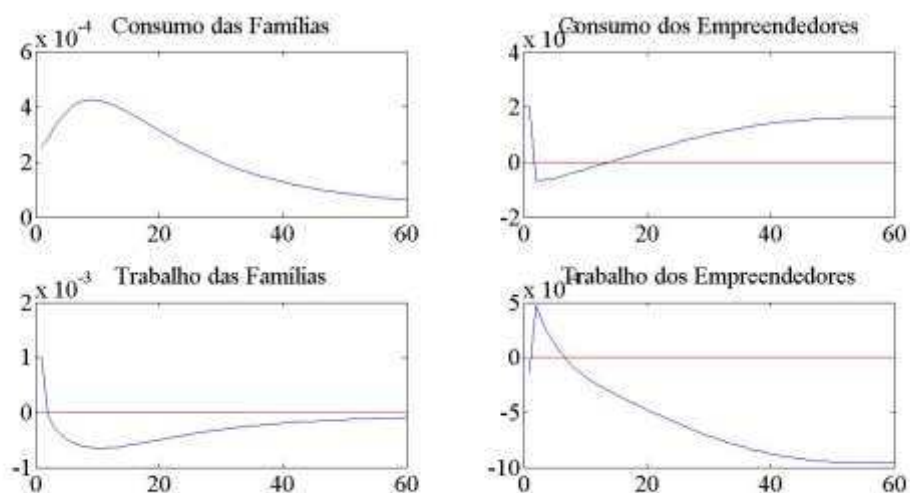 Consumo das Famílias
x 10⁻⁴
6
4
2
0
0 20 40 60
Consumo dos Empreendedores
x 10
4
2
0
-2
0 20 40 60
Trabalho das Famílias
x 10⁻³
2
1
0
-1
0 20 40 60
Trabalho dos Empreendedores
x 10
5
0
-5
-10
0 20 40 60